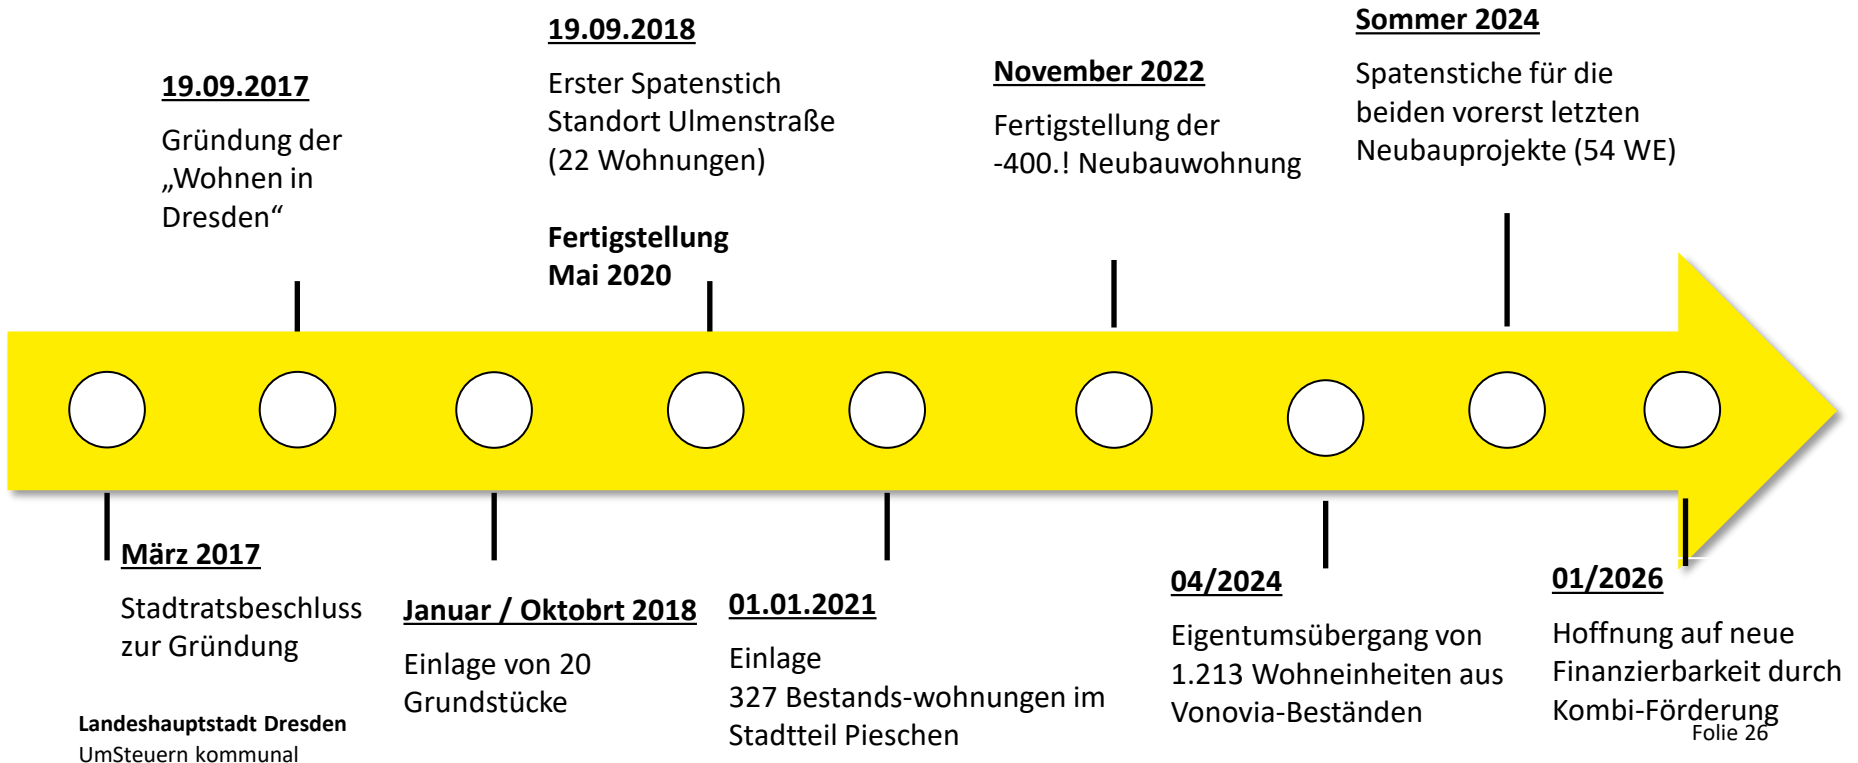 19.09.2017
Gründung der
„Wohnen in
Dresden“
19.09.2018
Erster Spatenstich
Standort Ulmenstraße
(22 Wohnungen)
Fertigstellung
Mai 2020
November 2022
Fertigstellung der
-400.! Neubauwohnung
Sommer 2024
Spatenstiche für die
beiden vorerst letzten
Neubauprojekte (54 WE)
März 2017
Stadtratsbeschluss
zur Gründung
Januar / Oktobrt 2018
Einlage von 20
Grundstücke
01.01.2021
Einlage
327 Bestands-wohnungen im
Stadtteil Pieschen
04/2024
Eigentumsübergang von
1.213 Wohneinheiten aus
Vonovia-Beständen
01/2026
Hoffnung auf neue
Finanzierbarkeit durch
Kombi-Förderung
Landeshauptstadt Dresden
UmSteuern kommunal
Folie 26